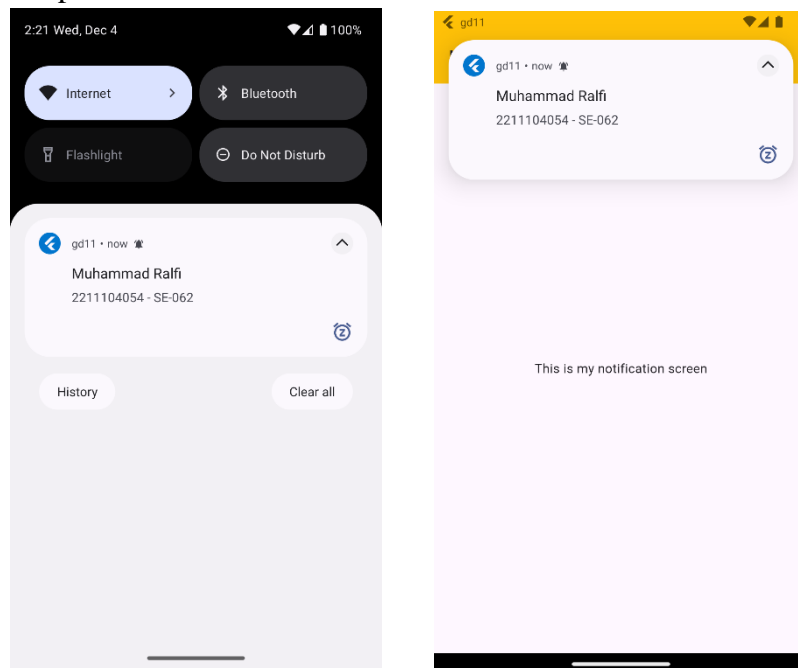 2:21 Wed, Dec 4
100%
Internet
Bluetooth
Flashlight
Do Not Disturb
gd11 • now
Muhammad Ralfi
2211104054 - SE-062
History
Clear all
gd11
gd11 • now
Muhammad Ralfi
2211104054 - SE-062
This is my notification screen